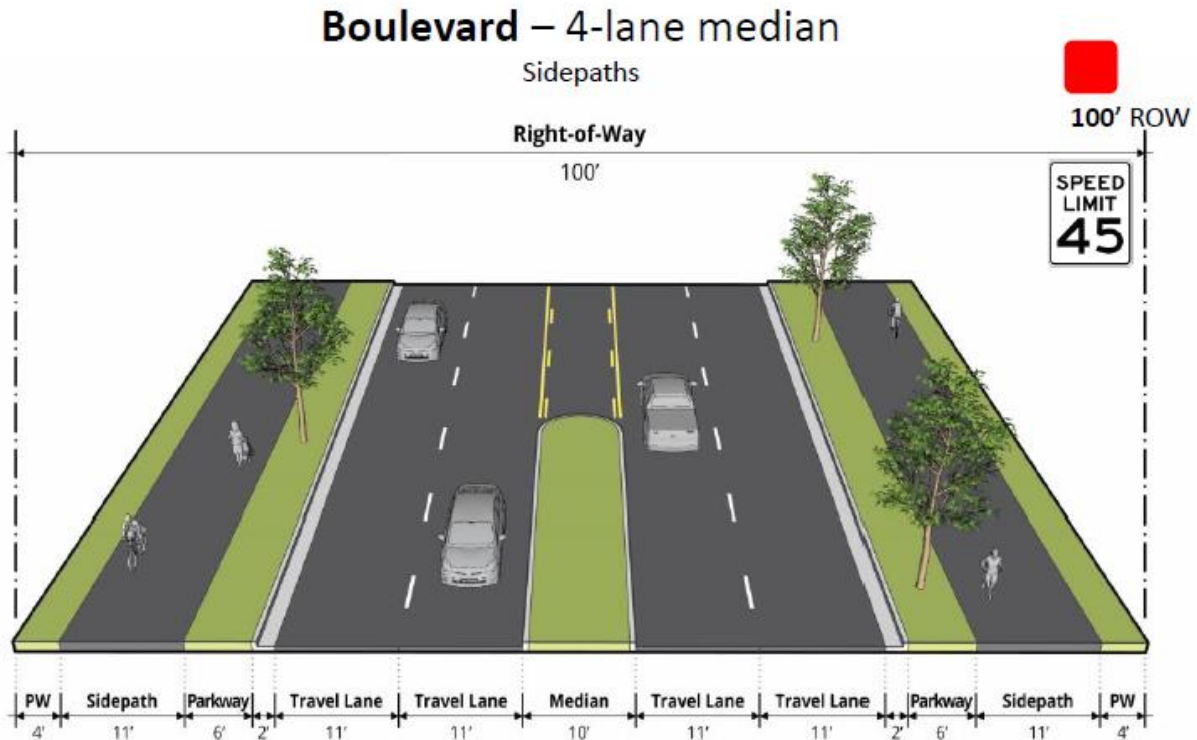 Boulevard – 4-lane median
Sidepaths
100' ROW
Right-of-Way
100'
SPEED
LIMIT
45
PW Sidepath Parkway Travel Lane Travel Lane Median Travel Lane Travel Lane Parkway Sidepath PW
4' 11' 6' 2' 11' 11' 10' 11' 11' 2' 6' 11' 4'